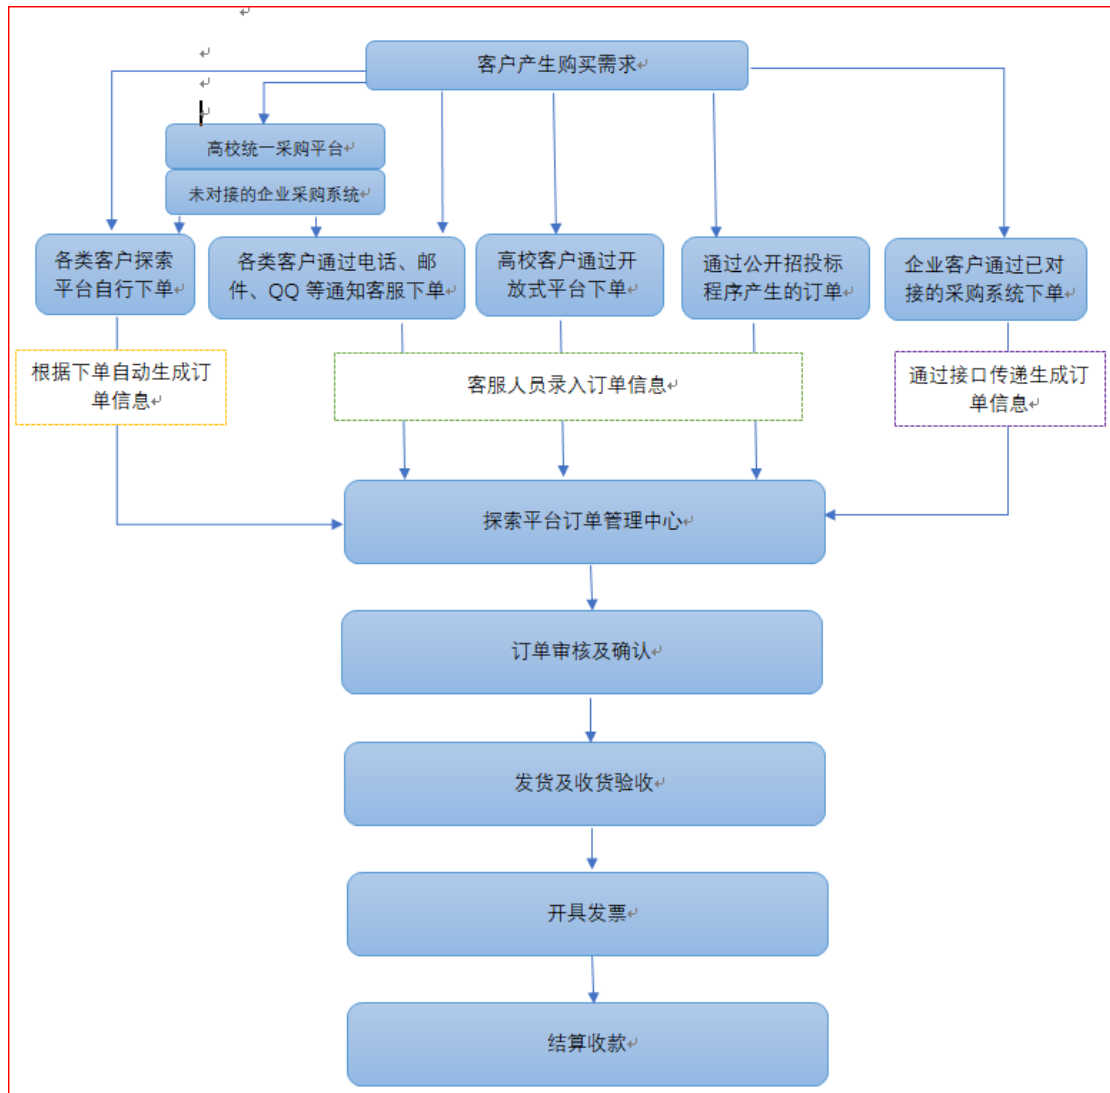 客户产生购买需求
高校统一采购平台
未对接的企业采购系统
各类客户探索
平台自行下单
各类客户通过电话、邮
件、QQ 等通知客服下单
高校客户通过开
放式平台下单
通过公开招投标
程序产生的订单
企业客户通过已对
接的采购系统下单
根据下单自动生成订
单信息
客服人员录入订单信息
通过接口传递生成订
单信息
探索平台订单管理中心
订单审核及确认
发货及收货验收
开具发票
结算收款